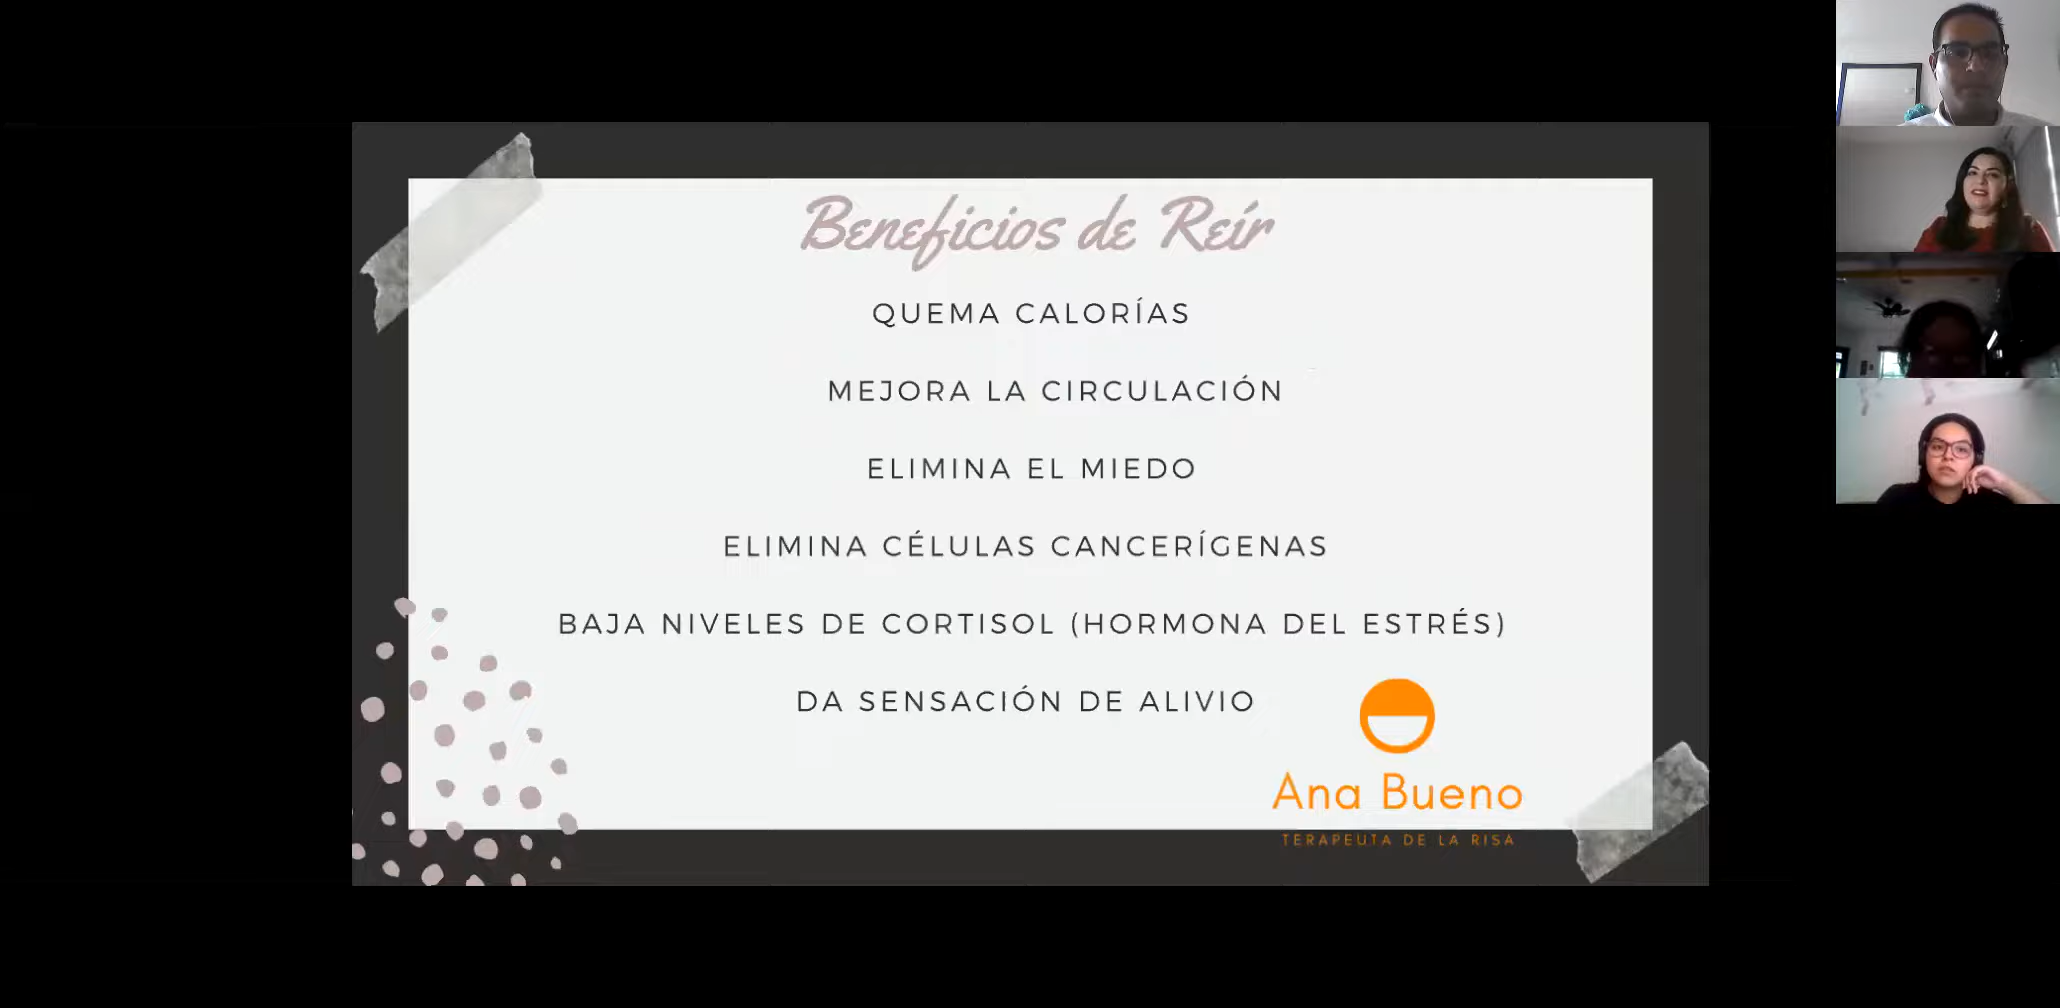 Beneficios de Reír
QUEMA CALORÍAS
MEJORA LA CIRCULACIÓN
ELIMINA EL MIEDO
ELIMINA CÉLULAS CANCERÍGENAS
BAJA NIVELES DE CORTISOL (HORMONA DEL ESTRÉS)
DA SENSACIÓN DE ALIVIO
Ana Bueno
TERAPEUTA DE LA RISA